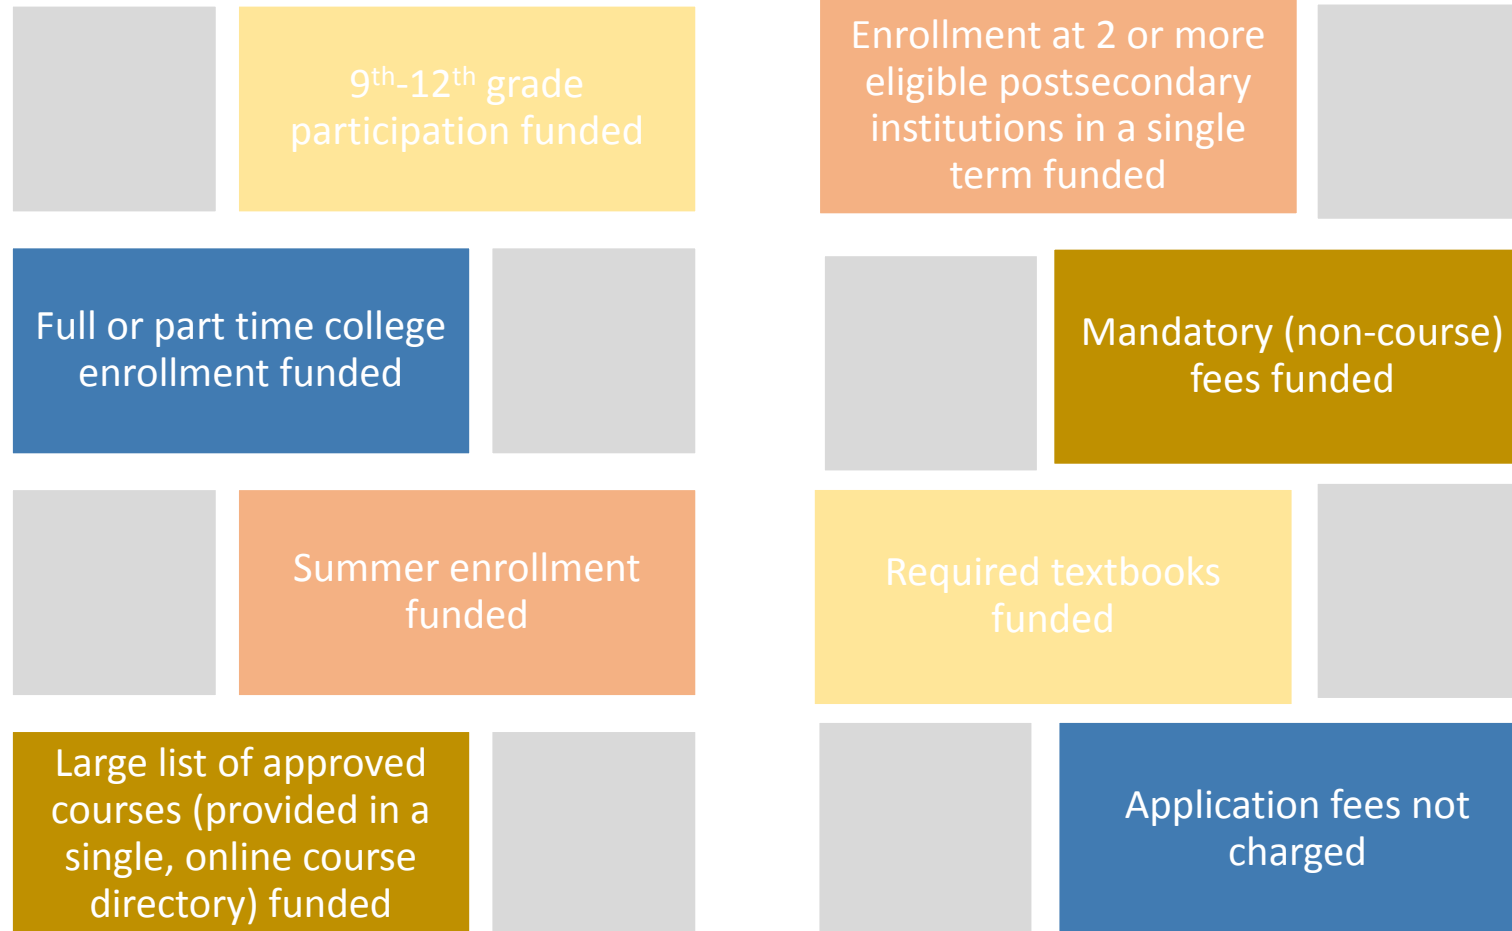 9th-12th grade
participation funded
Full or part time college
enrollment funded
Summer enrollment
funded
Large list of approved
courses (provided in a
single, online course
directory) funded
Enrollment at 2 or more
eligible postsecondary
institutions in a single
term funded
Mandatory (non-course)
fees funded
Required textbooks
funded
Application fees not
charged